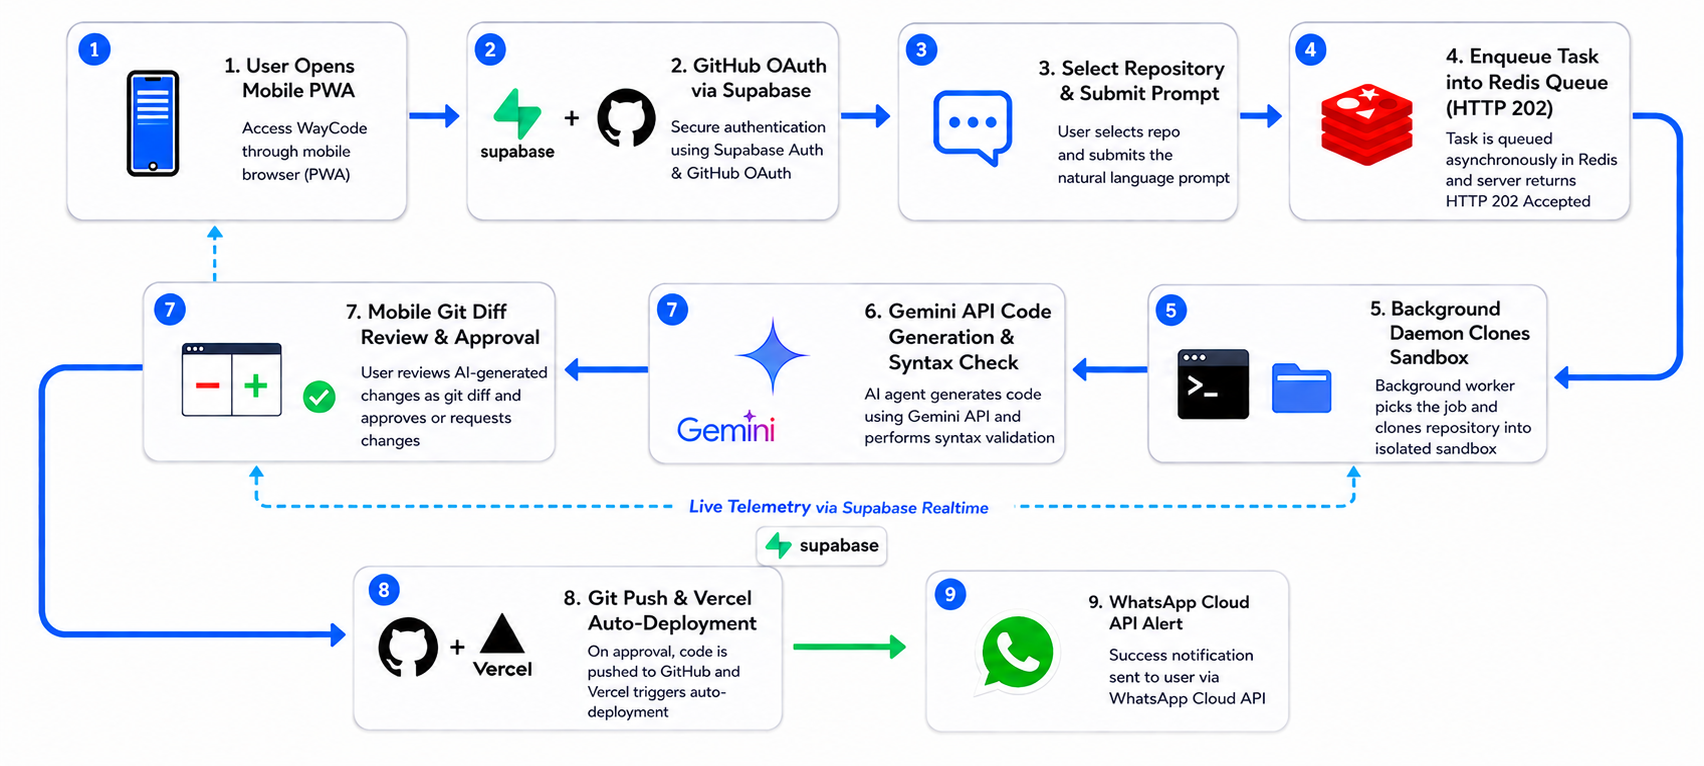 1
1. User Opens
Mobile PWA
Access WayCode
through mobile
browser (PWA)
2
supabase
+
2. GitHub OAuth
via Supabase
Secure authentication
using Supabase Auth
& GitHub OAuth
3
3. Select Repository
& Submit Prompt
User selects repo
and submits the
natural language prompt
4
4. Enqueue Task
into Redis Queue
(HTTP 202)
Task is queued
asynchronously in Redis
and server returns
HTTP 202 Accepted
5
>_
5. Background
Daemon Clones
Sandbox
Background worker
picks the job and
clones repository into
isolated sandbox
7
Gemini
6. Gemini API Code
Generation &
Syntax Check
AI agent generates code
using Gemini API and
performs syntax validation
7
7. Mobile Git Diff
Review & Approval
User reviews AI-generated
changes as git diff and
approves or requests
changes
Live Telemetry via Supabase Realtime
supabase
8
+
Vercel
8. Git Push & Vercel
Auto-Deployment
On approval, code is
pushed to GitHub and
Vercel triggers auto-
deployment
9
9. WhatsApp Cloud
API Alert
Success notification
sent to user via
WhatsApp Cloud API